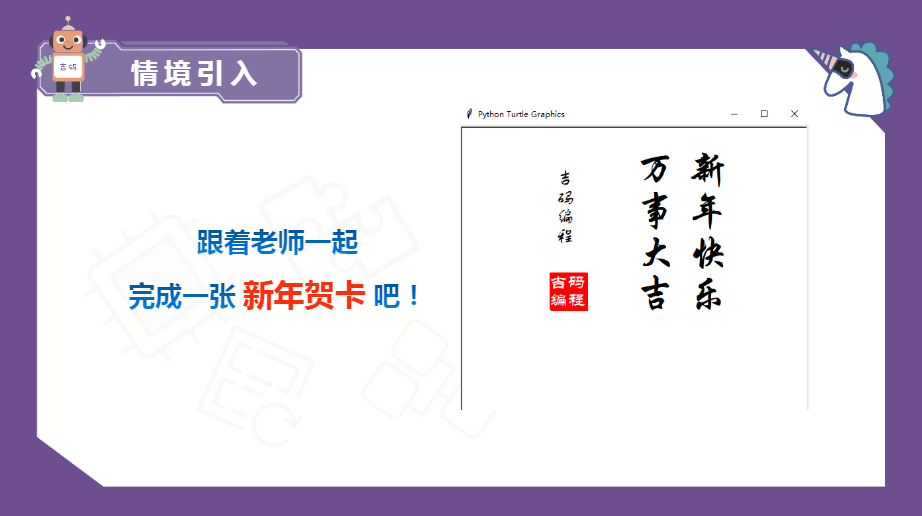 吉码
情境引入
跟着老师一起
完成一张 新年贺卡 吧！
Python Turtle Graphics
新年快乐
万事大吉
吉码编程
吉码
编程